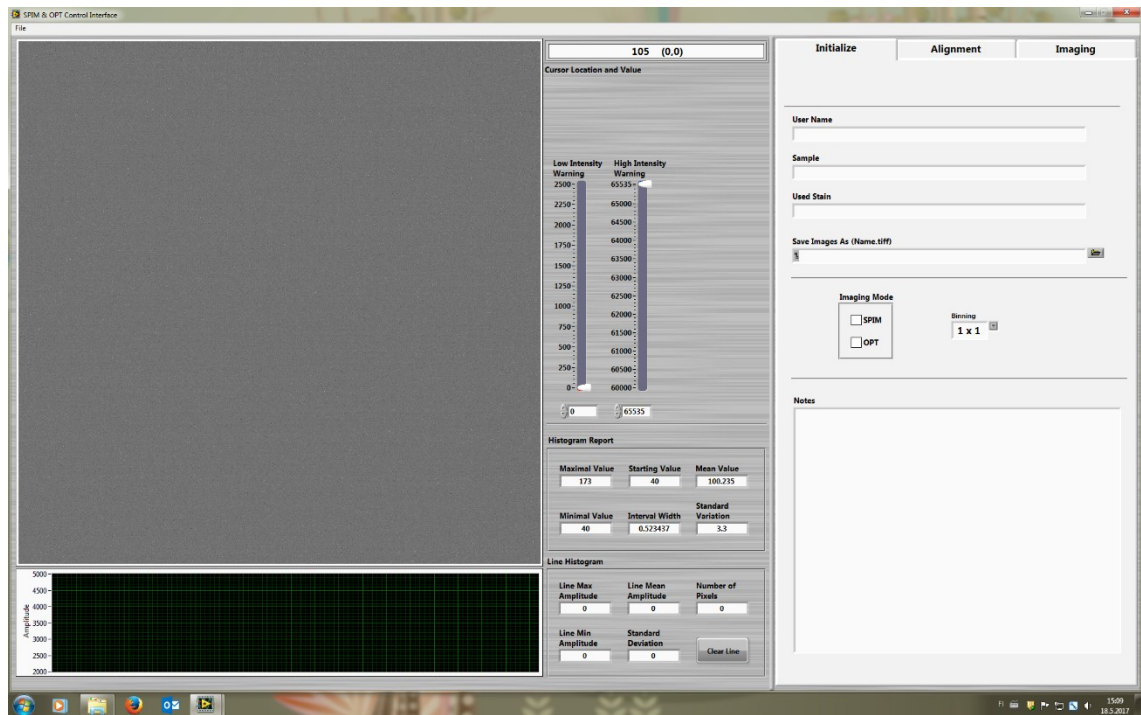 SPIM & OPT Control Interface
File
105 (0,0)
Cursor Location and Value
Low Intensity Warning
High Intensity Warning
2500
2250
2000
1750
1500
1250
1000
750
500
250
0
65535
65000
64500
64000
63500
63000
62500
62000
61500
61000
60500
60000
0
65535
Histogram Report
Maximal Value
Starting Value
Mean Value
173
40
100.235
Minimal Value
Interval Width
Standard Variation
40
0.523437
3.3
Line Histogram
Line Max Amplitude
Line Mean Amplitude
Number of Pixels
0
0
0
Line Min Amplitude
Standard Deviation
0
0
Clear Line
Amplitude
5000
4500
4000
3500
3000
2500
2000
Initialize
Alignment
Imaging
User Name
Sample
Used Stain
Save Images As (Name.tiff)
Imaging Mode
SPIM
OPT
Binning
1 x 1
Notes
FI
15:09
18.5.2017